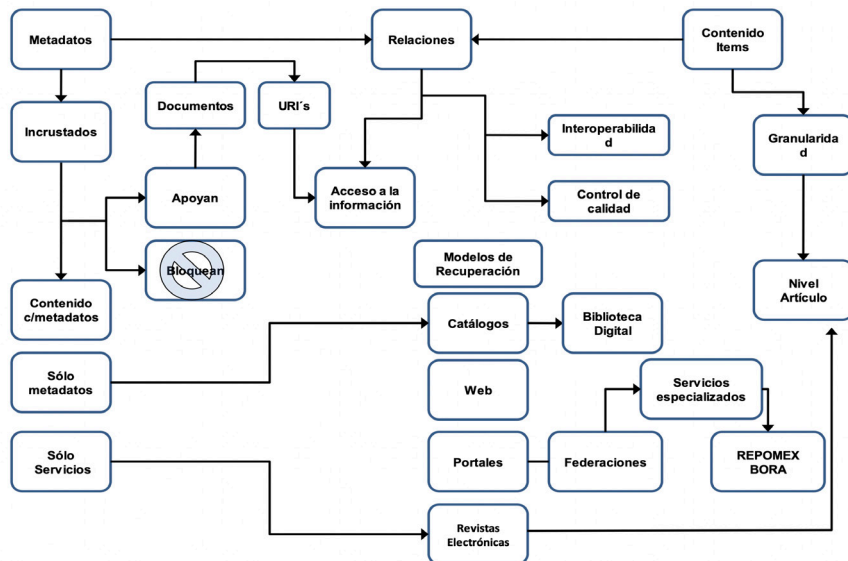 Metadatos
Relaciones
Contenido
Items
Documentos
URI´s
Incrustados
Interoperabilida
d
Granularida
d
Apoyan
Acceso a la
información
Control de
calidad
Bloquean
Modelos de
Recuperación
Nivel
Artículo
Contenido
c/metadatos
Catálogos
Biblioteca
Digital
Sólo
metadatos
Web
Servicios
especializados
Sólo
Servicios
Portales
Federaciones
REPOMEX
BORA
Revistas
Electrónicas